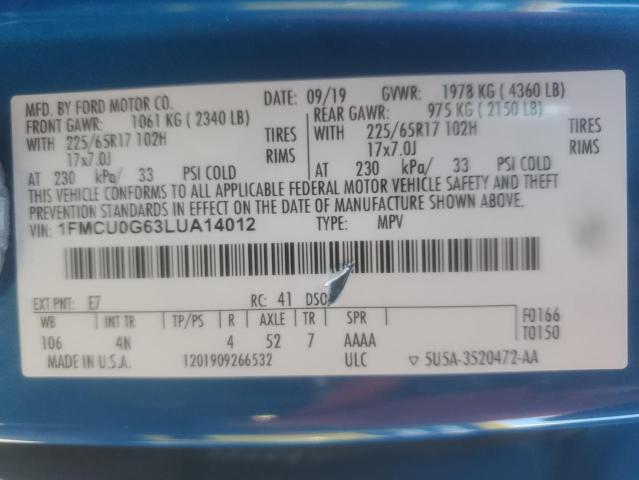 MFD. BY FORD MOTOR CO. DATE: 09/19 GVWR: 1978 KG ( 4360 LB)
FRONT GAWR: 1061 KG ( 2340 LB) REAR GAWR: 975 KG ( 2150 LB)
WITH 225/65R17 102H TIRES WITH 225/65R17 102H TIRES
17x7.0J RIMS 17x7.0J RIMS
AT 230 kPa/ 33 PSI COLD AT 230 kPa/ 33 PSI COLD
THIS VEHICLE CONFORMS TO ALL APPLICABLE FEDERAL MOTOR VEHICLE SAFETY AND THEFT
PREVENTION STANDARDS IN EFFECT ON THE DATE OF MANUFACTURE SHOWN ABOVE.
VIN: 1FMCU0G63LUA14012 TYPE: MPV
EXT PNT: E7 RC: 41 DSO
WB INT TR TP/PS R AXLE TR SPR F0166
106 4N 4 52 7 AAAA T0150
MADE IN U.S.A. 1201909266532 ULC ▽ 5U5A-3520472-AA